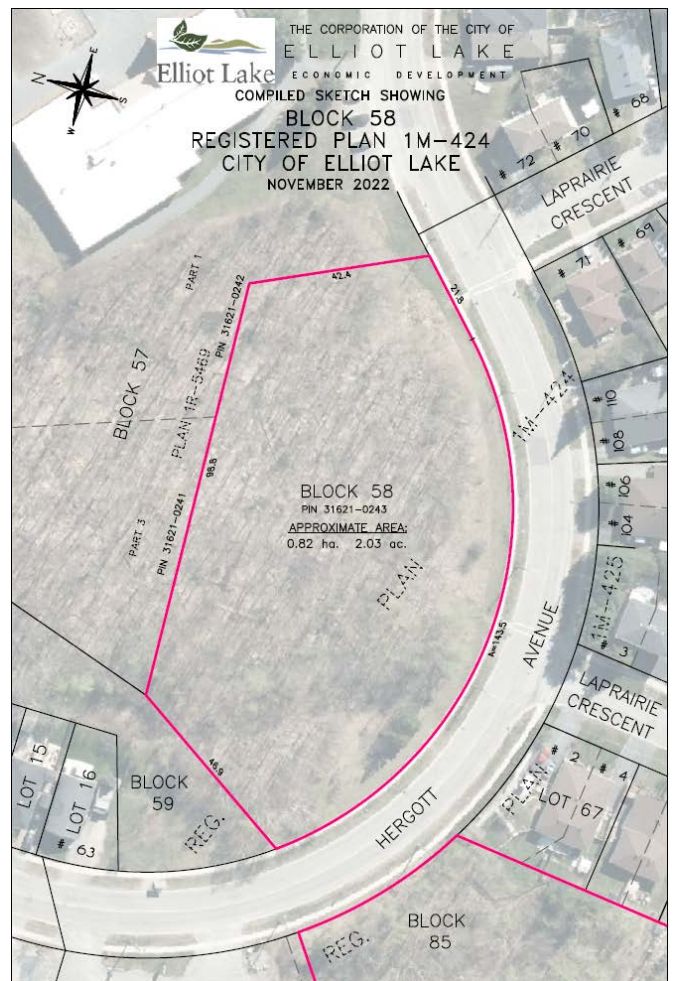 THE CORPORATION OF THE CITY OF
ELLIOT LAKE
ECONOMIC DEVELOPMENT
Elliot Lake
COMPILED SKETCH SHOWING
BLOCK 58
REGISTERED PLAN 1M-424
CITY OF ELLIOT LAKE
NOVEMBER 2022
N
E
S
W
# 68
# 70
# 72
LAPRAIRIE
CRESCENT
# 69
# 71
42.4
21.8
PART 1
PIN 31621-0242
BLOCK 57
PLAN 1R-5469
98.8
1M-424
# 110
# 108
# 106
# 104
BLOCK 58
PIN 31621-0243
APPROXIMATE AREA:
0.82 ha. 2.03 ac.
PART 3
PIN 31621-0241
PLAN
1M-425
# 3
A=143.5
AVENUE
LAPRAIRIE
CRESCENT
46.9
LOT 15
LOT 16
# 63
BLOCK
59
REG.
HERGOTT
# 2
# 4
PLAN
LOT 67
BLOCK
85
REG.